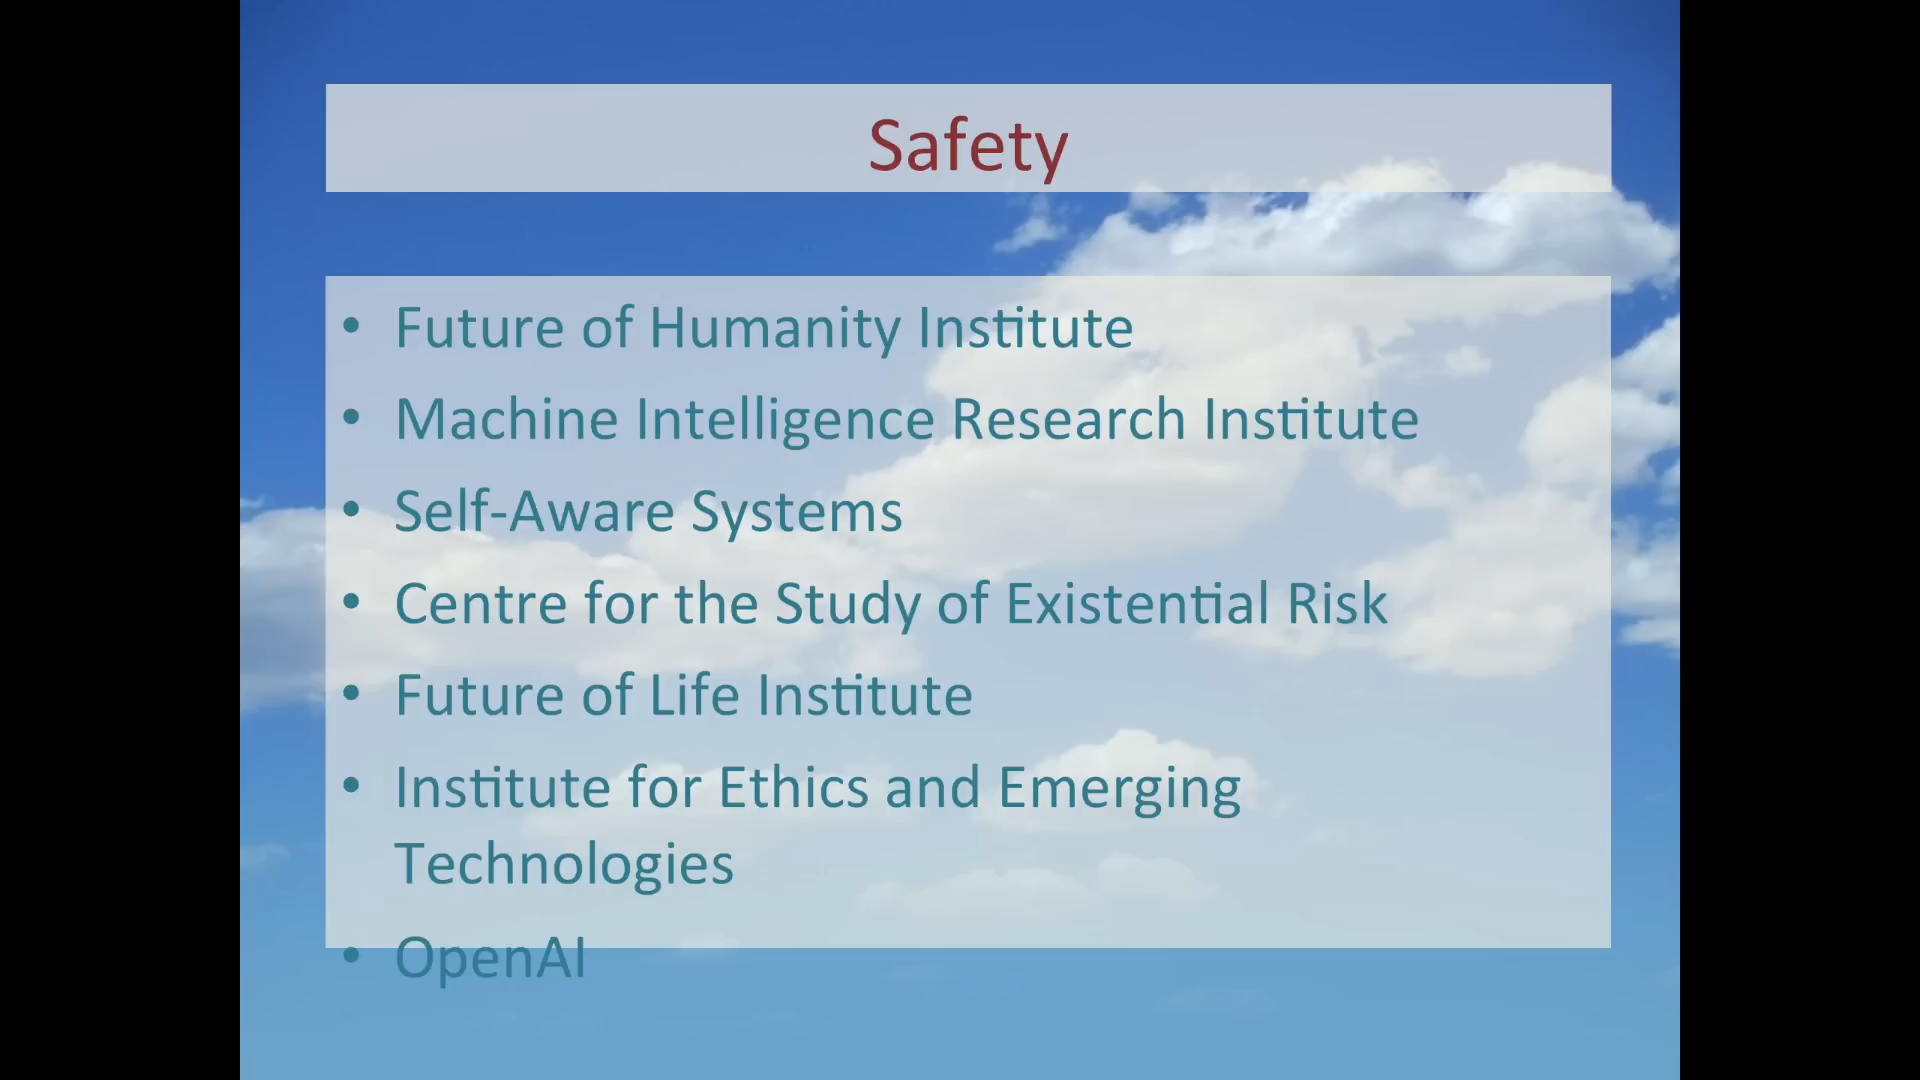 Safety
• Future of Humanity Institute
• Machine Intelligence Research Institute
• Self-Aware Systems
• Centre for the Study of Existential Risk
• Future of Life Institute
• Institute for Ethics and Emerging
Technologies
• OpenAI